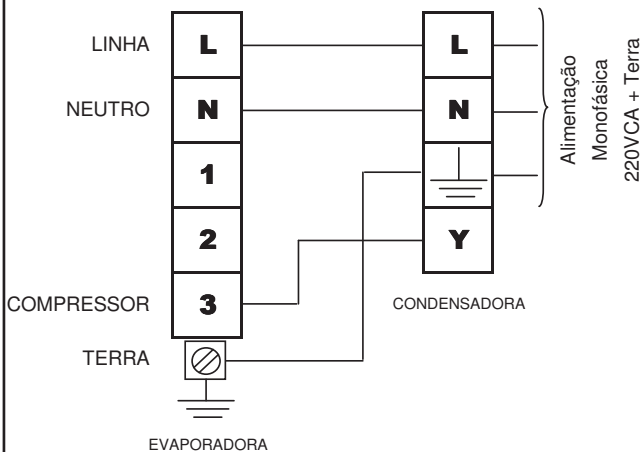 LINHA L L
NEUTRO N N
1
2 Y
COMPRESSOR 3
CONDENSADORA
TERRA
EVAPORADORA
Alimentação
Monofásica
220VCA + Terra